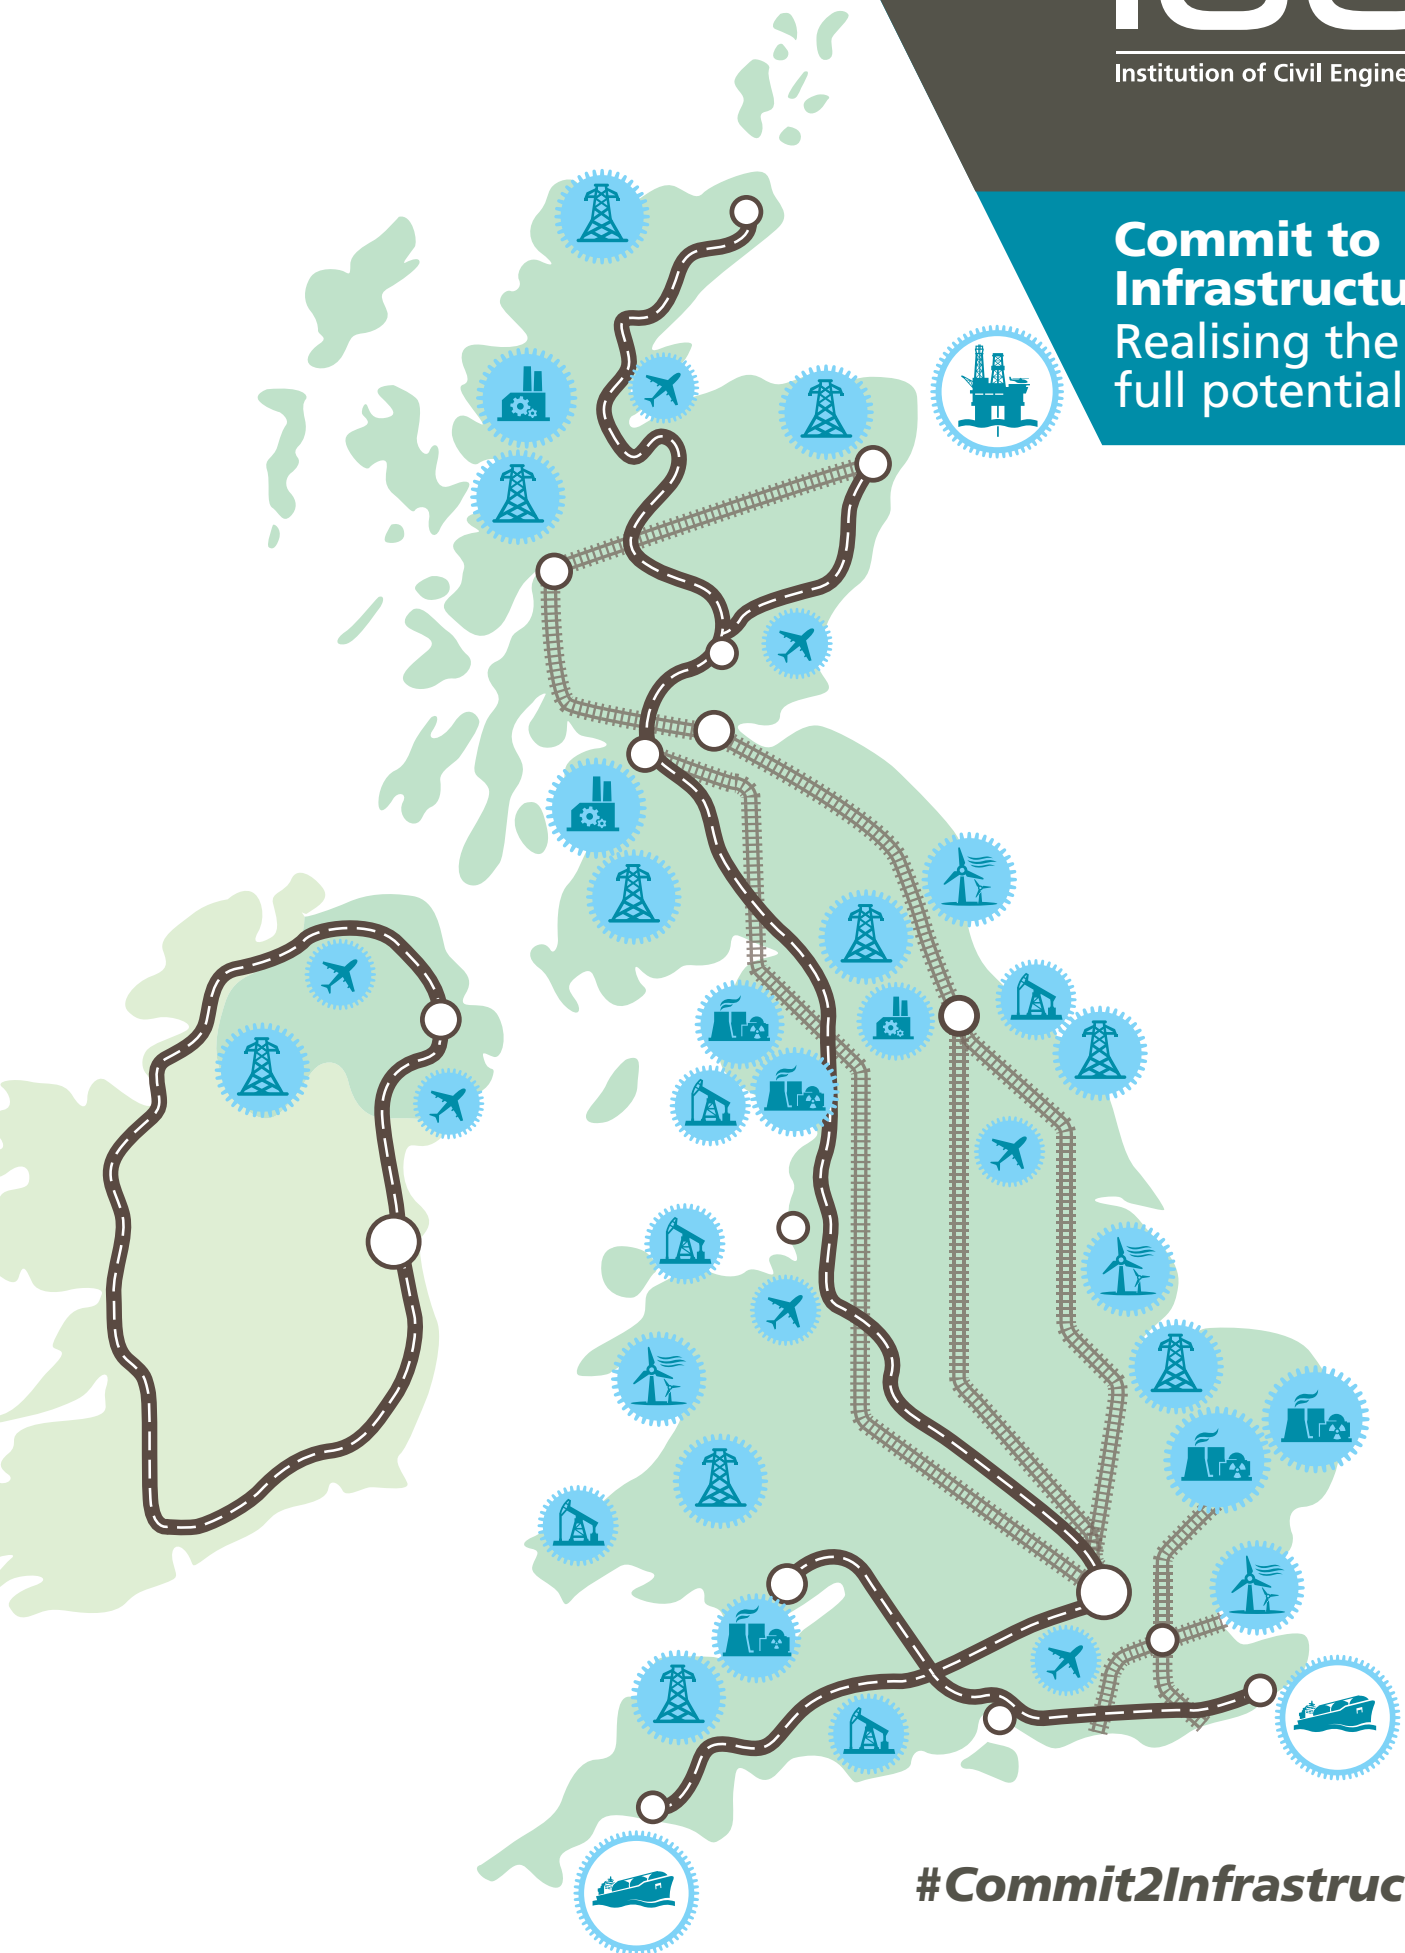 Institution of Civil Engine
Commit to
Infrastructu
Realising the
full potential
#Commit2Infrastruc